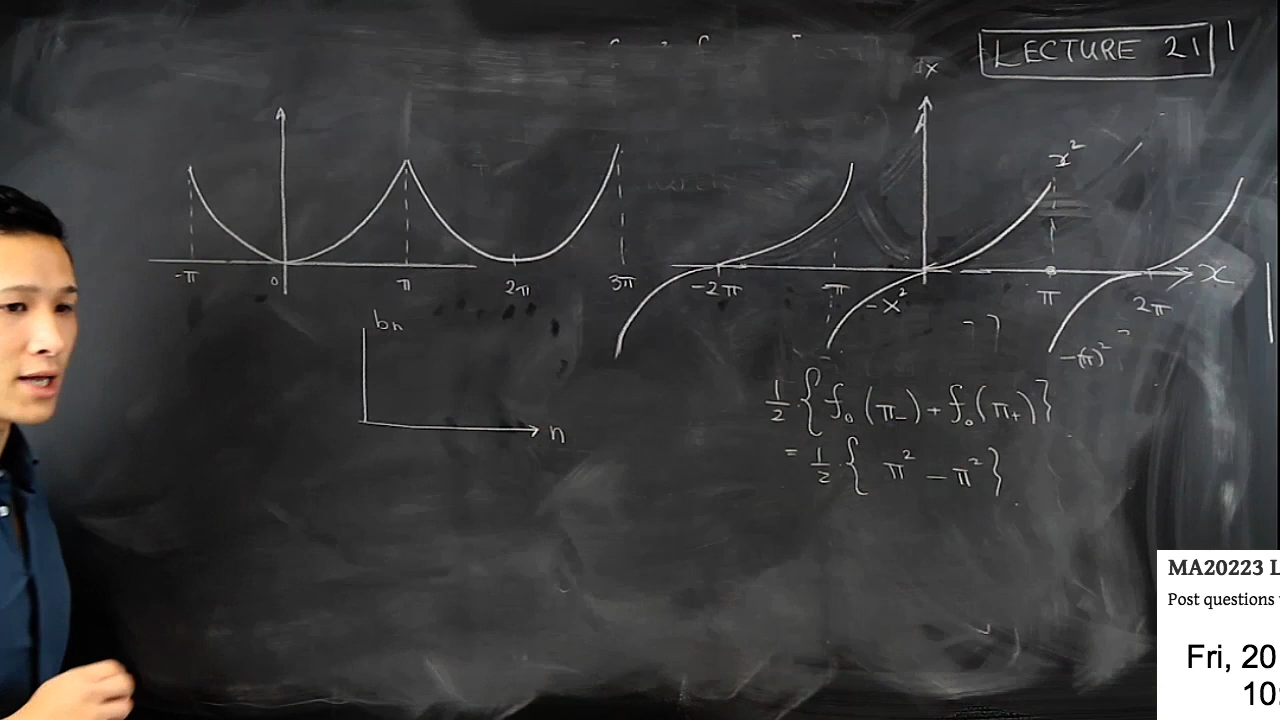 LECTURE 21
x²
-π
0
π
2π
3π
-2π
-π
-x²
π
2π
x
-(π)²
bₙ
n
½{f₀(π₋) + f₀(π₊)}
= ½{π² - π²}
MA20223 L
Post questions
Fri, 20
10: